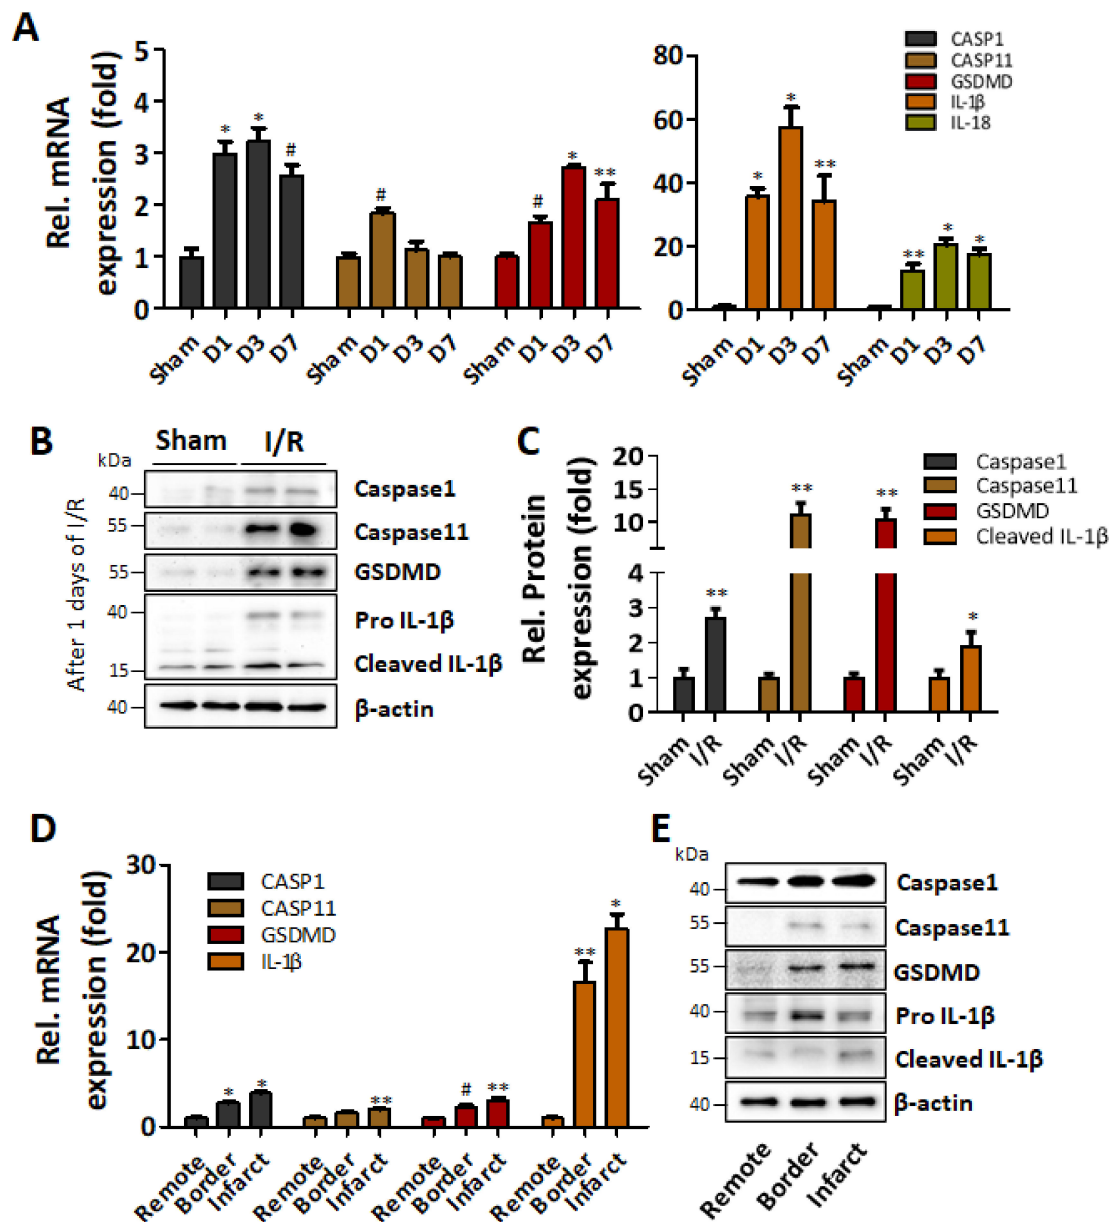 A
Rel. mRNA
expression (fold)
5
4
3
2
1
0
* * #
#
# * **
Sham D1 D3 D7 Sham D1 D3 D7 Sham D1 D3 D7
80
60
40
20
0
* * **
** * *
Sham D1 D3 D7 Sham D1 D3 D7
CASP1
CASP11
GSDMD
IL-1β
IL-18
B
Sham I/R
kDa
After 1 days of I/R
40 Caspase1
55 Caspase11
55 GSDMD
40 Pro IL-1β
15 Cleaved IL-1β
40 β-actin
C
Rel. Protein
expression (fold)
20
15
10
4
3
2
1
0
** ** ** *
Sham I/R Sham I/R Sham I/R Sham I/R
Caspase1
Caspase11
GSDMD
Cleaved IL-1β
D
Rel. mRNA
expression (fold)
30
20
10
0
CASP1
CASP11
GSDMD
IL-1β
* * ** # ** ** *
Remote Border Infarct Remote Border Infarct Remote Border Infarct Remote Border Infarct
E
kDa
40 Caspase1
55 Caspase11
55 GSDMD
40 Pro IL-1β
15 Cleaved IL-1β
40 β-actin
Remote Border Infarct